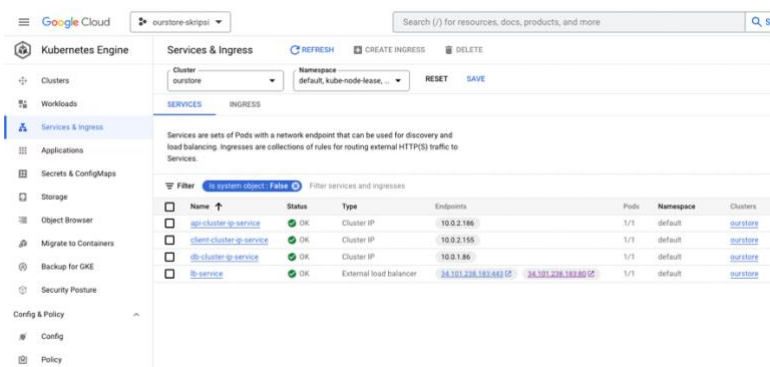 Google Cloud
ourstore-skripsi
Search (/) for resources, docs, products, and more
S
Kubernetes Engine
Services & Ingress
REFRESH
CREATE INGRESS
DELETE
Clusters
Workloads
Services & Ingress
Applications
Secrets & ConfigMaps
Storage
Object Browser
Migrate to Containers
Backup for GKE
Security Posture
Config & Policy
Config
Policy
Cluster
ourstore
Namespace
default, kube-node-lease, ...
RESET
SAVE
SERVICES
INGRESS
Services are sets of Pods with a network endpoint that can be used for discovery and
load balancing. Ingresses are collections of rules for routing external HTTP(S) traffic to
Services.
Filter
Is system object : False
Filter services and ingresses
Name Status Type Endpoints Pods Namespace Clusters
api-cluster-ip-service OK Cluster IP 10.0.2.186 1/1 default ourstore
client-cluster-ip-service OK Cluster IP 10.0.2.155 1/1 default ourstore
db-cluster-ip-service OK Cluster IP 10.0.1.86 1/1 default ourstore
lb-service OK External load balancer 34.101.238.183:443 34.101.238.183:80 1/1 default ourstore